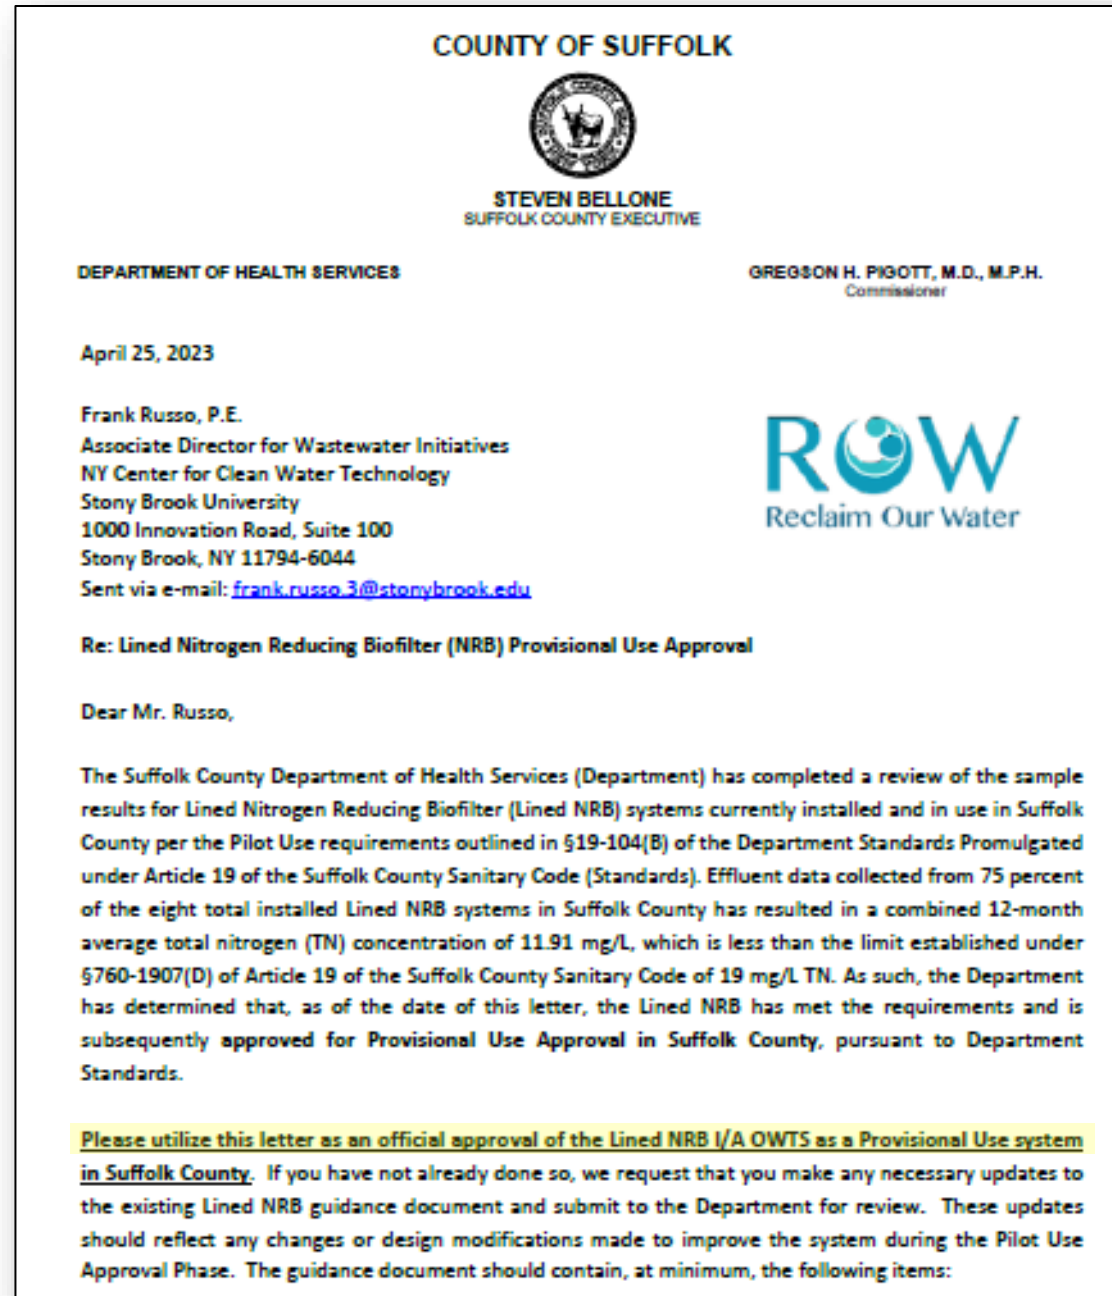 COUNTY OF SUFFOLK
STEVEN BELLONE
SUFFOLK COUNTY EXECUTIVE
DEPARTMENT OF HEALTH SERVICES
GREGSON H. PIGOTT, M.D., M.P.H.
Commissioner
April 25, 2023
Frank Russo, P.E.
Associate Director for Wastewater Initiatives
NY Center for Clean Water Technology
Stony Brook University
1000 Innovation Road, Suite 100
Stony Brook, NY 11794-6044
Sent via e-mail: frank.russo.3@stonybrook.edu
ROW
Reclaim Our Water
Re: Lined Nitrogen Reducing Biofilter (NRB) Provisional Use Approval
Dear Mr. Russo,
The Suffolk County Department of Health Services (Department) has completed a review of the sample
results for Lined Nitrogen Reducing Biofilter (Lined NRB) systems currently installed and in use in Suffolk
County per the Pilot Use requirements outlined in §19-104(B) of the Department Standards Promulgated
under Article 19 of the Suffolk County Sanitary Code (Standards). Effluent data collected from 75 percent
of the eight total installed Lined NRB systems in Suffolk County has resulted in a combined 12-month
average total nitrogen (TN) concentration of 11.91 mg/L, which is less than the limit established under
§760-1907(D) of Article 19 of the Suffolk County Sanitary Code of 19 mg/L TN. As such, the Department
has determined that, as of the date of this letter, the Lined NRB has met the requirements and is
subsequently approved for Provisional Use Approval in Suffolk County, pursuant to Department
Standards.
Please utilize this letter as an official approval of the Lined NRB I/A OWTS as a Provisional Use system
in Suffolk County. If you have not already done so, we request that you make any necessary updates to
the existing Lined NRB guidance document and submit to the Department for review. These updates
should reflect any changes or design modifications made to improve the system during the Pilot Use
Approval Phase. The guidance document should contain, at minimum, the following items: